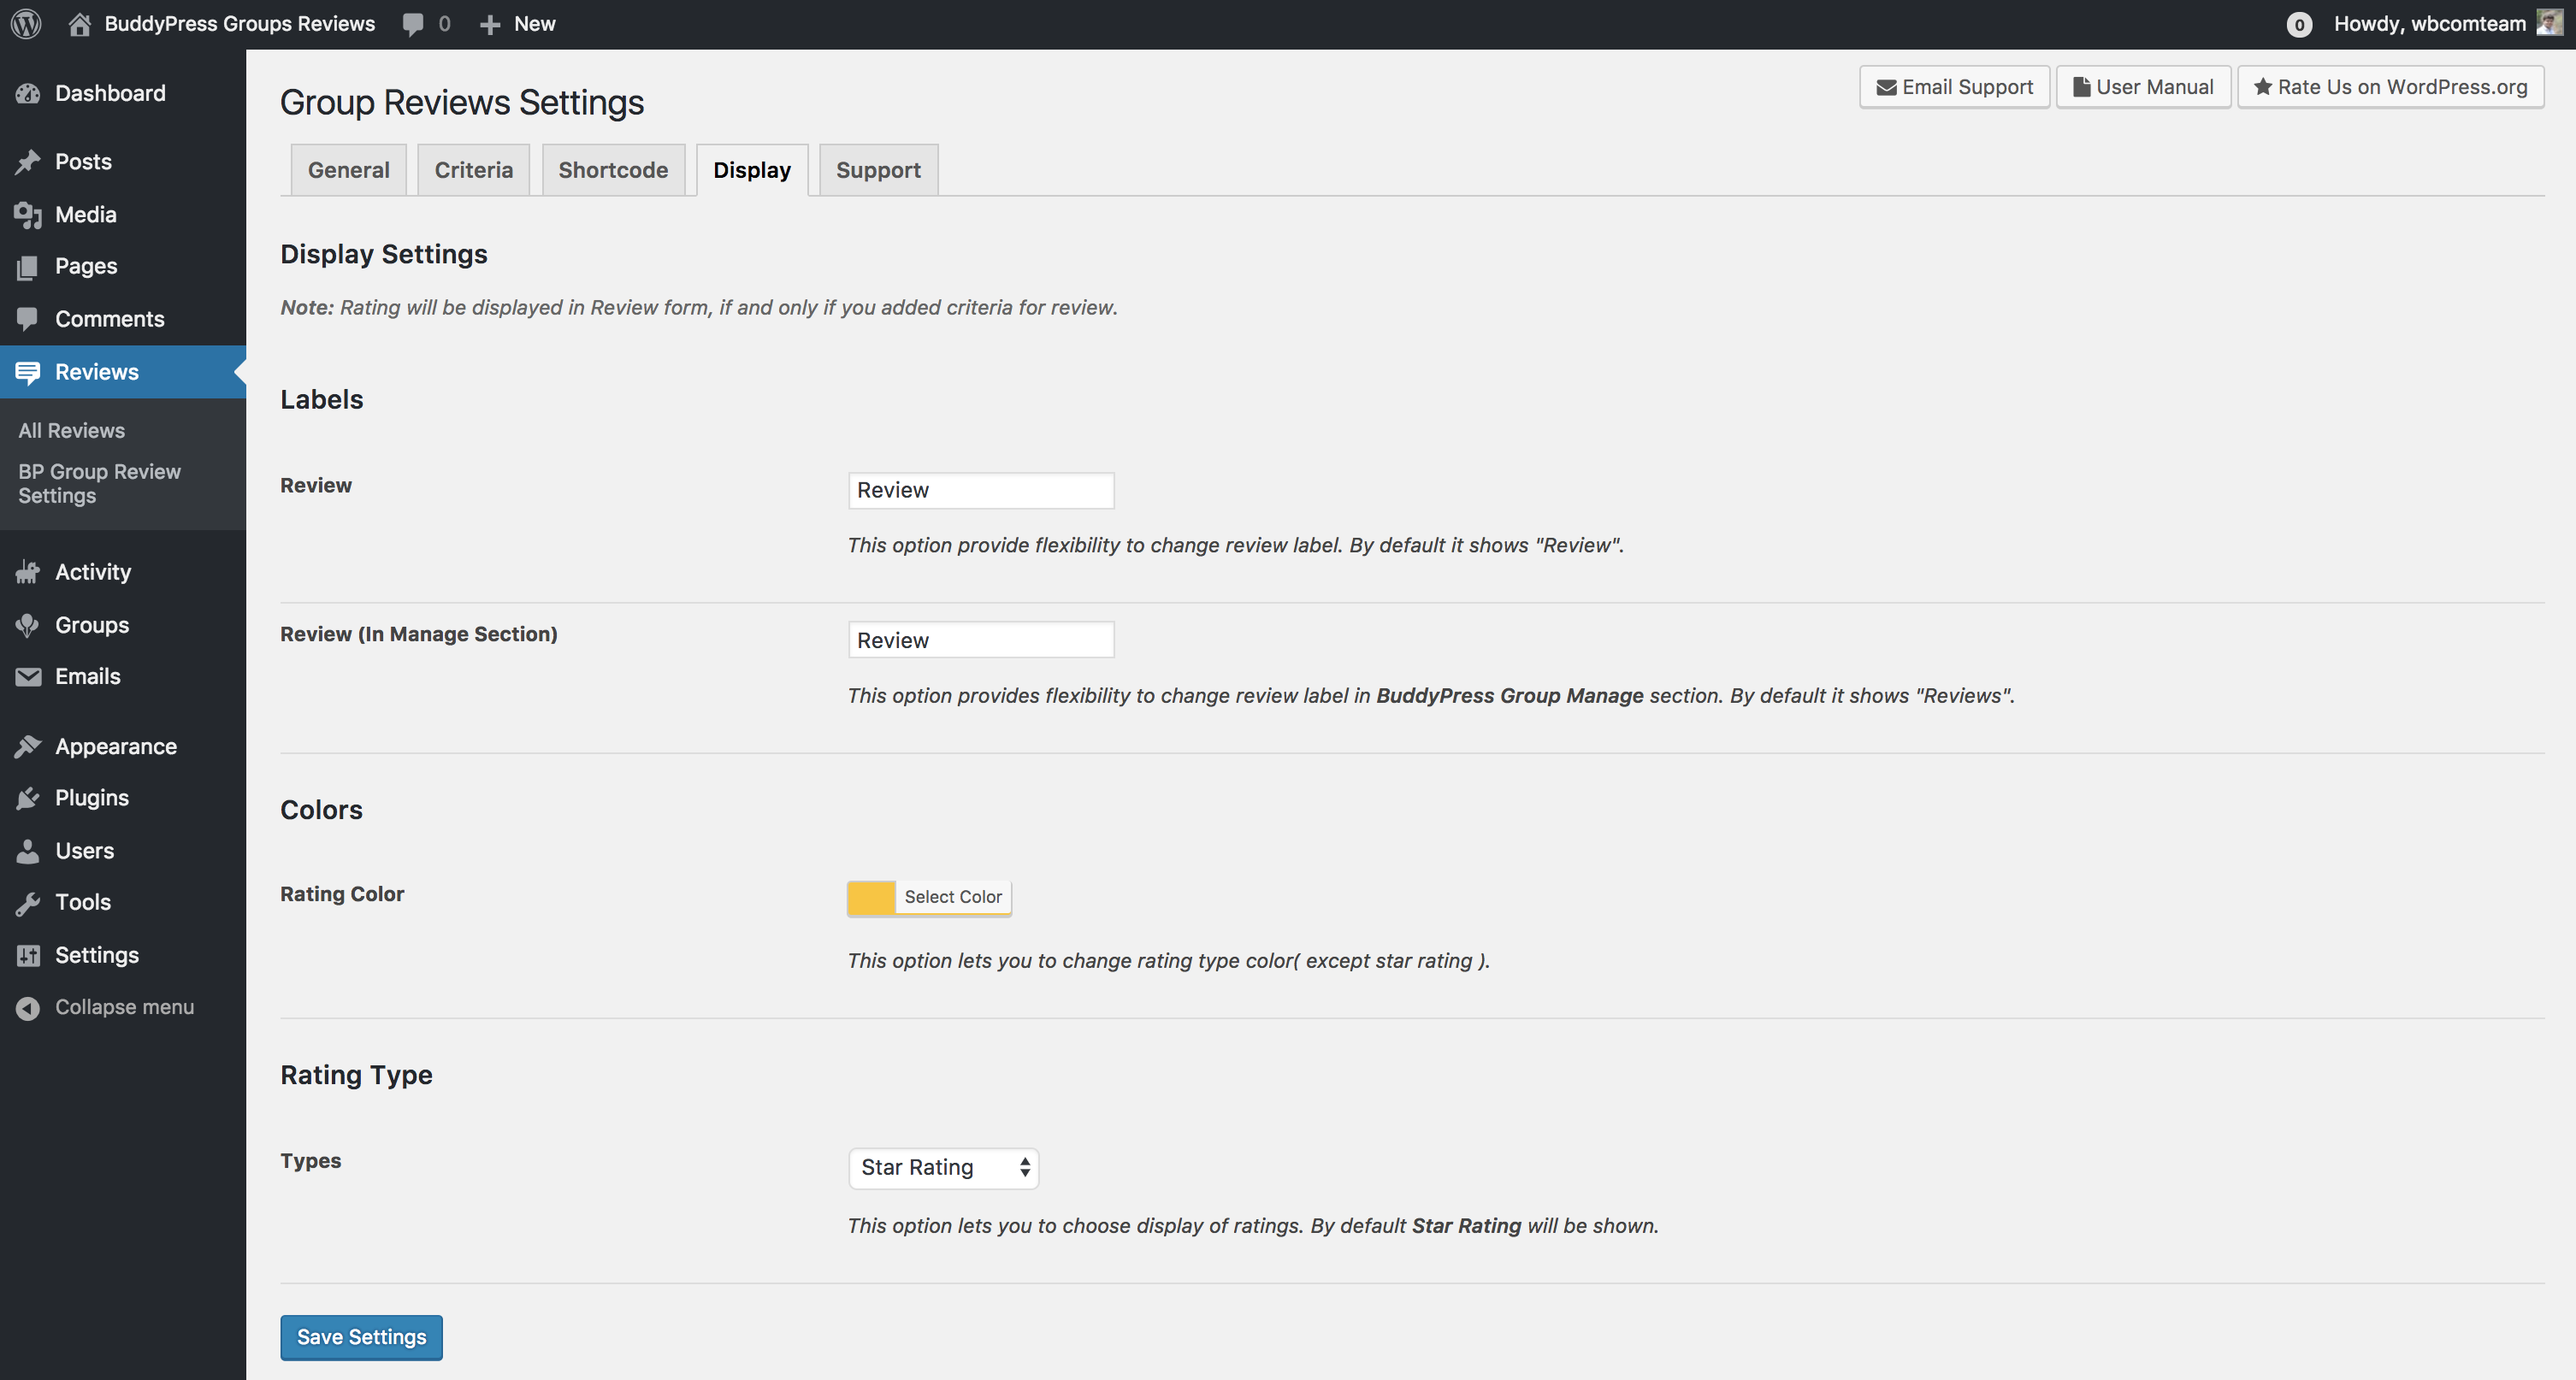 BuddyPress Groups Reviews 0 New 0 Howdy, wbcomteam
Dashboard
Posts
Media
Pages
Comments
Reviews
All Reviews
BP Group Review
Settings
Activity
Groups
Emails
Appearance
Plugins
Users
Tools
Settings
Collapse menu
Group Reviews Settings
Email Support User Manual Rate Us on WordPress.org
General Criteria Shortcode Display Support
Display Settings
Note: Rating will be displayed in Review form, if and only if you added criteria for review.
Labels
Review Review
This option provide flexibility to change review label. By default it shows "Review".
Review (In Manage Section) Review
This option provides flexibility to change review label in BuddyPress Group Manage section. By default it shows "Reviews".
Colors
Rating Color Select Color
This option lets you to change rating type color( except star rating ).
Rating Type
Types Star Rating
This option lets you to choose display of ratings. By default Star Rating will be shown.
Save Settings